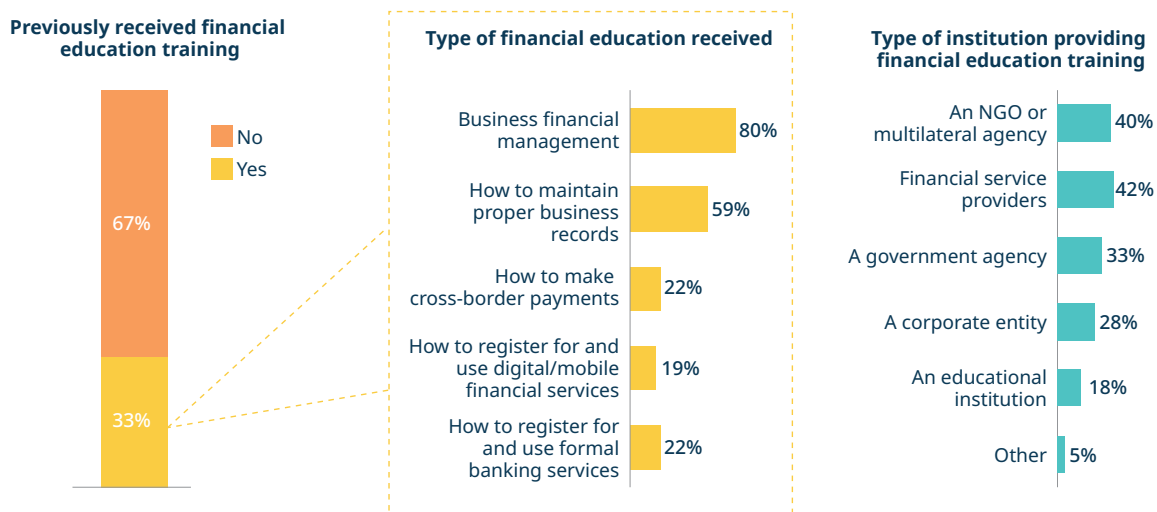 Previously received financial
education training
No
Yes
67%
33%
Type of financial education received
Business financial
management
80%
How to maintain
proper business
records
59%
How to make
cross-border payments
22%
How to register for and
use digital/mobile
financial services
19%
How to register for
and use formal
banking services
22%
Type of institution providing
financial education training
An NGO or
multilateral agency
40%
Financial service
providers
42%
A government agency
33%
A corporate entity
28%
An educational
institution
18%
Other
5%